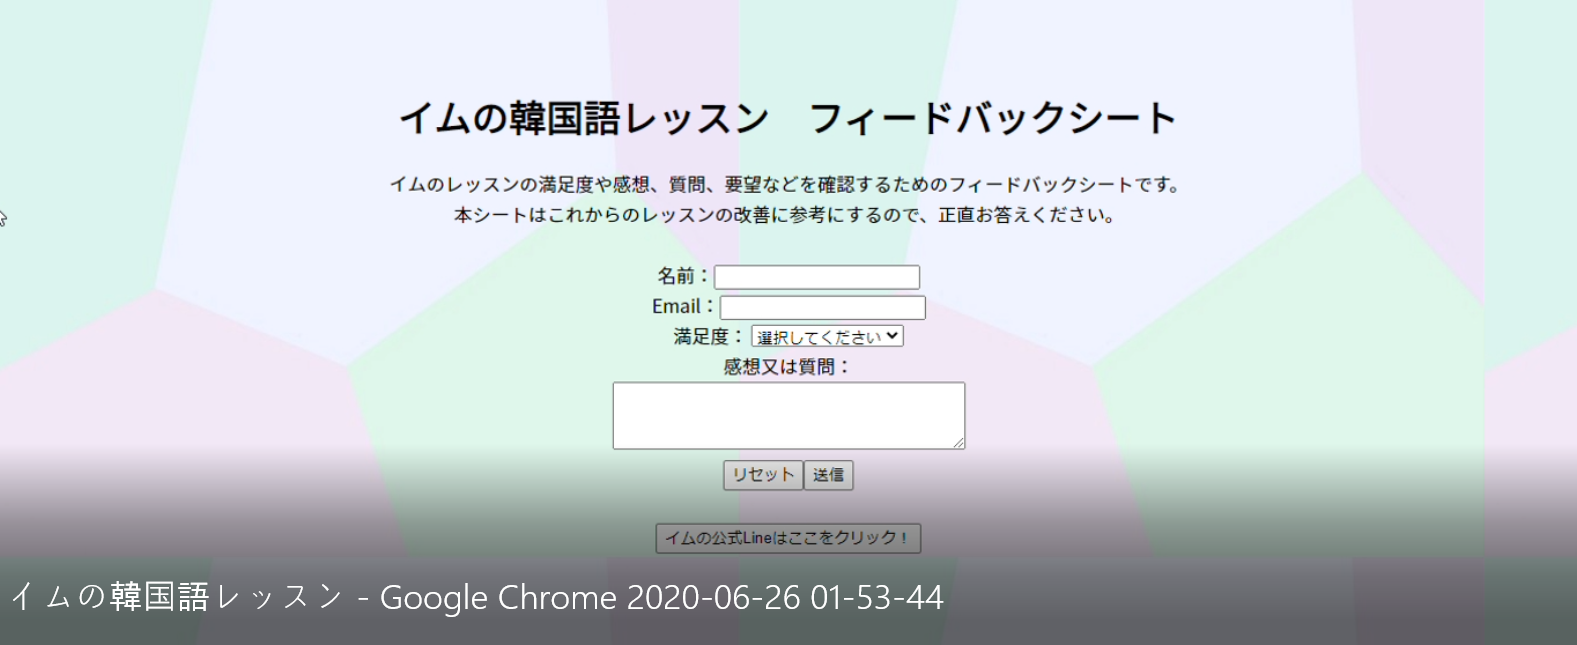 イムの韓国語レッスン　フィードバックシート
イムのレッスンの満足度や感想、質問、要望などを確認するためのフィードバックシートです。
本シートはこれからのレッスンの改善に参考にするので、正直お答えください。
名前：
Email：
満足度： 選択してください
感想又は質問：
リセット 送信
イムの公式Lineはここをクリック！
イムの韓国語レッスン - Google Chrome 2020-06-26 01-53-44